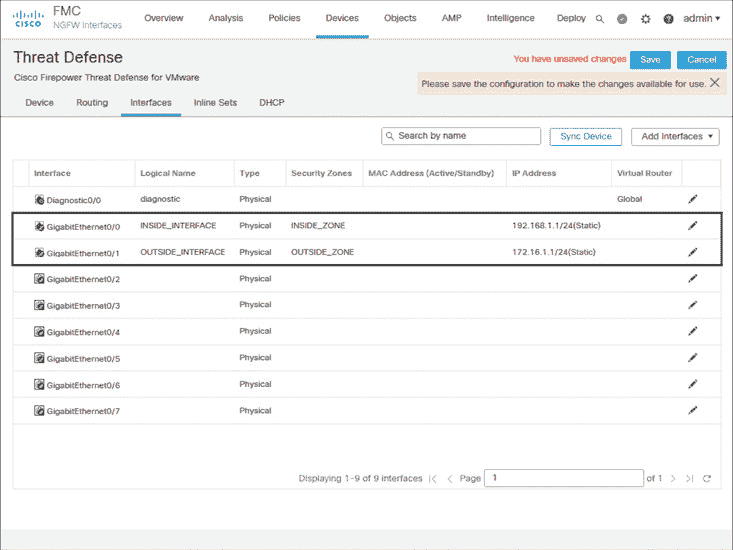 CISCO
FMC
NGFW Interfaces
Overview Analysis Policies Devices Objects AMP Intelligence Deploy admin
Threat Defense
You have unsaved changes Save Cancel
Cisco Firepower Threat Defense for VMware
Please save the configuration to make the changes available for use.
Device Routing Interfaces Inline Sets DHCP
Search by name Sync Device Add Interfaces
Interface Logical Name Type Security Zones MAC Address (Active/Standby) IP Address Virtual Router
Diagnostic0/0 diagnostic Physical Global
GigabitEthernet0/0 INSIDE_INTERFACE Physical INSIDE_ZONE 192.168.1.1/24(Static)
GigabitEthernet0/1 OUTSIDE_INTERFACE Physical OUTSIDE_ZONE 172.16.1.1/24(Static)
GigabitEthernet0/2 Physical
GigabitEthernet0/3 Physical
GigabitEthernet0/4 Physical
GigabitEthernet0/5 Physical
GigabitEthernet0/6 Physical
GigabitEthernet0/7 Physical
Displaying 1-9 of 9 interfaces Page 1 of 1